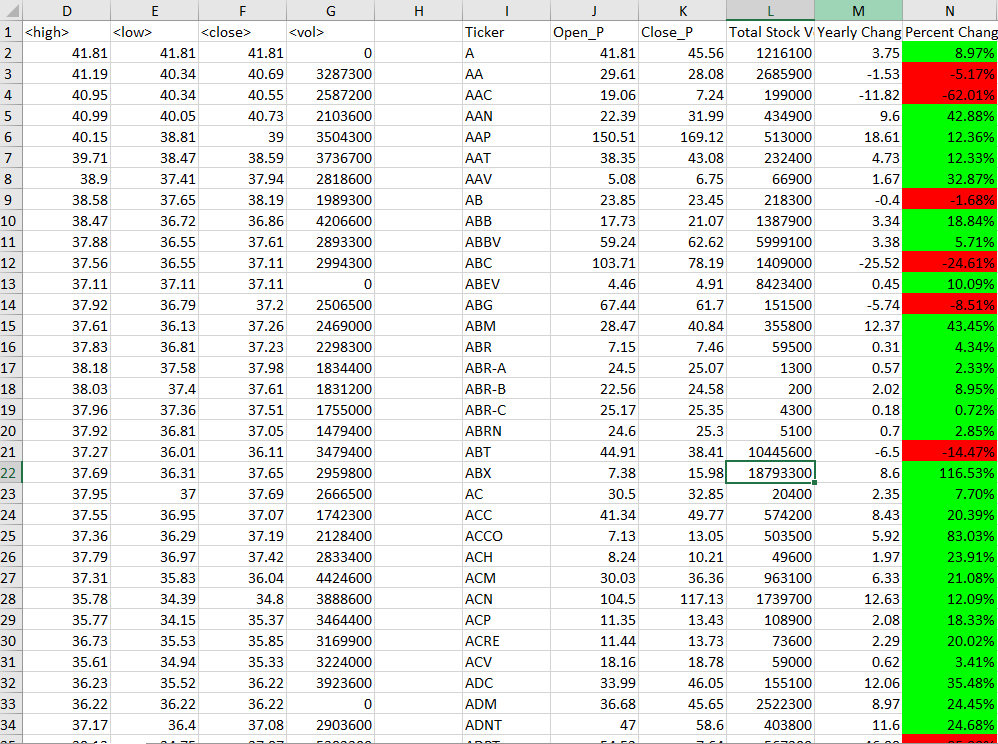 D E F G H I J K L M N
1 <high> <low> <close> <vol> Ticker Open_P Close_P Total Stock V Yearly Chang Percent Chang
2 41.81 41.81 41.81 0 A 41.81 45.56 1216100 3.75 8.97%
3 41.19 40.34 40.69 3287300 AA 29.61 28.08 2685900 -1.53 -5.17%
4 40.95 40.34 40.55 2587200 AAC 19.06 7.24 199000 -11.82 -62.01%
5 40.99 40.05 40.73 2103600 AAN 22.39 31.99 434900 9.6 42.88%
6 40.15 38.81 39 3504300 AAP 150.51 169.12 513000 18.61 12.36%
7 39.71 38.47 38.59 3736700 AAT 38.35 43.08 232400 4.73 12.33%
8 38.9 37.41 37.94 2818600 AAV 5.08 6.75 66900 1.67 32.87%
9 38.58 37.65 38.19 1989300 AB 23.85 23.45 218300 -0.4 -1.68%
10 38.47 36.72 36.86 4206600 ABB 17.73 21.07 1387900 3.34 18.84%
11 37.88 36.55 37.61 2893300 ABBV 59.24 62.62 5999100 3.38 5.71%
12 37.56 36.55 37.11 2994300 ABC 103.71 78.19 1409000 -25.52 -24.61%
13 37.11 37.11 37.11 0 ABEV 4.46 4.91 8423400 0.45 10.09%
14 37.92 36.79 37.2 2506500 ABG 67.44 61.7 151500 -5.74 -8.51%
15 37.61 36.13 37.26 2469000 ABM 28.47 40.84 355800 12.37 43.45%
16 37.83 36.81 37.23 2298300 ABR 7.15 7.46 59500 0.31 4.34%
17 38.18 37.58 37.98 1834400 ABR-A 24.5 25.07 1300 0.57 2.33%
18 38.03 37.4 37.61 1831200 ABR-B 22.56 24.58 200 2.02 8.95%
19 37.96 37.36 37.51 1755000 ABR-C 25.17 25.35 4300 0.18 0.72%
20 37.92 36.81 37.05 1479400 ABRN 24.6 25.3 5100 0.7 2.85%
21 37.27 36.01 36.11 3479400 ABT 44.91 38.41 10445600 -6.5 -14.47%
22 37.69 36.31 37.65 2959800 ABX 7.38 15.98 18793300 8.6 116.53%
23 37.95 37 37.69 2666500 AC 30.5 32.85 20400 2.35 7.70%
24 37.55 36.95 37.07 1742300 ACC 41.34 49.77 574200 8.43 20.39%
25 37.36 36.29 37.19 2128400 ACCO 7.13 13.05 503500 5.92 83.03%
26 37.79 36.97 37.42 2833400 ACH 8.24 10.21 49600 1.97 23.91%
27 37.31 35.83 36.04 4424600 ACM 30.03 36.36 963100 6.33 21.08%
28 35.78 34.39 34.8 3888600 ACN 104.5 117.13 1739700 12.63 12.09%
29 35.77 34.15 35.37 3464400 ACP 11.35 13.43 108900 2.08 18.33%
30 36.73 35.53 35.85 3169900 ACRE 11.44 13.73 73600 2.29 20.02%
31 35.61 34.94 35.33 3224000 ACV 18.16 18.78 59000 0.62 3.41%
32 36.23 35.52 36.22 3923600 ADC 33.99 46.05 155100 12.06 35.48%
33 36.22 36.22 36.22 0 ADM 36.68 45.65 2522300 8.97 24.45%
34 37.17 36.4 37.08 2903600 ADNT 47 58.6 403800 11.6 24.68%